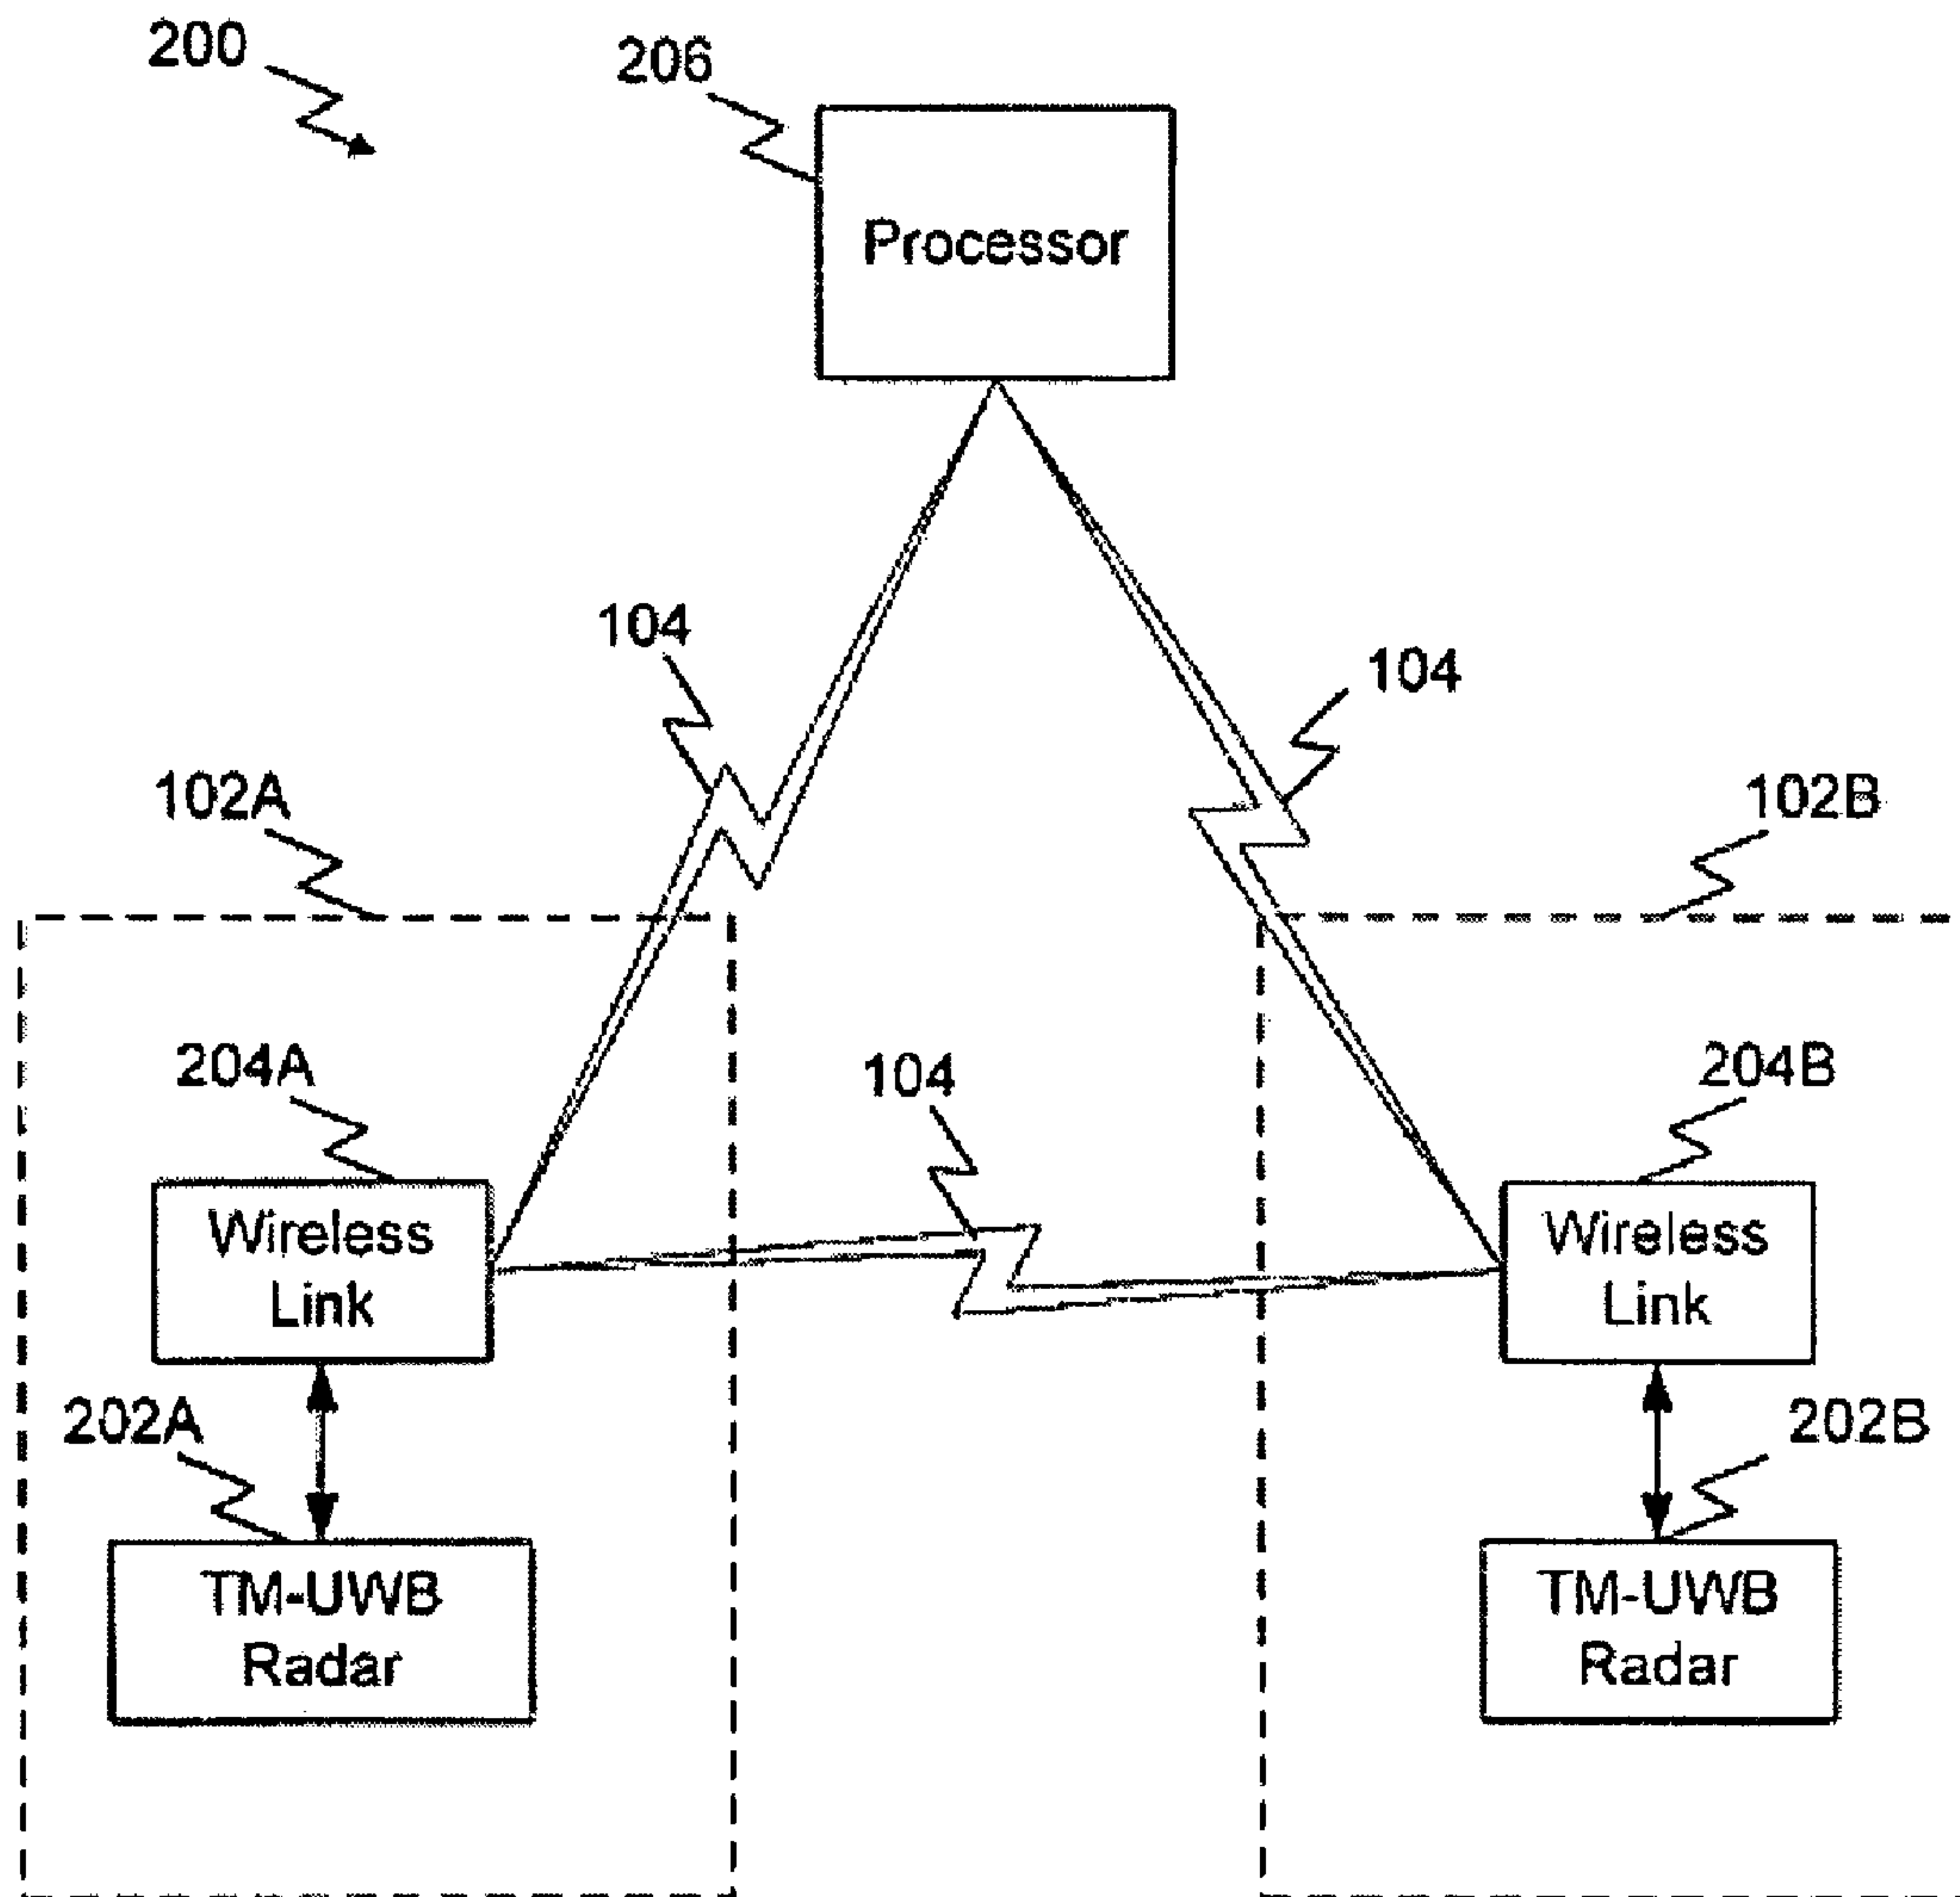 200
206
Processor
104
104
102A
102B
204A
104
204B
Wireless
Link
Wireless
Link
202A
202B
TM-UWB
Radar
TM-UWB
Radar